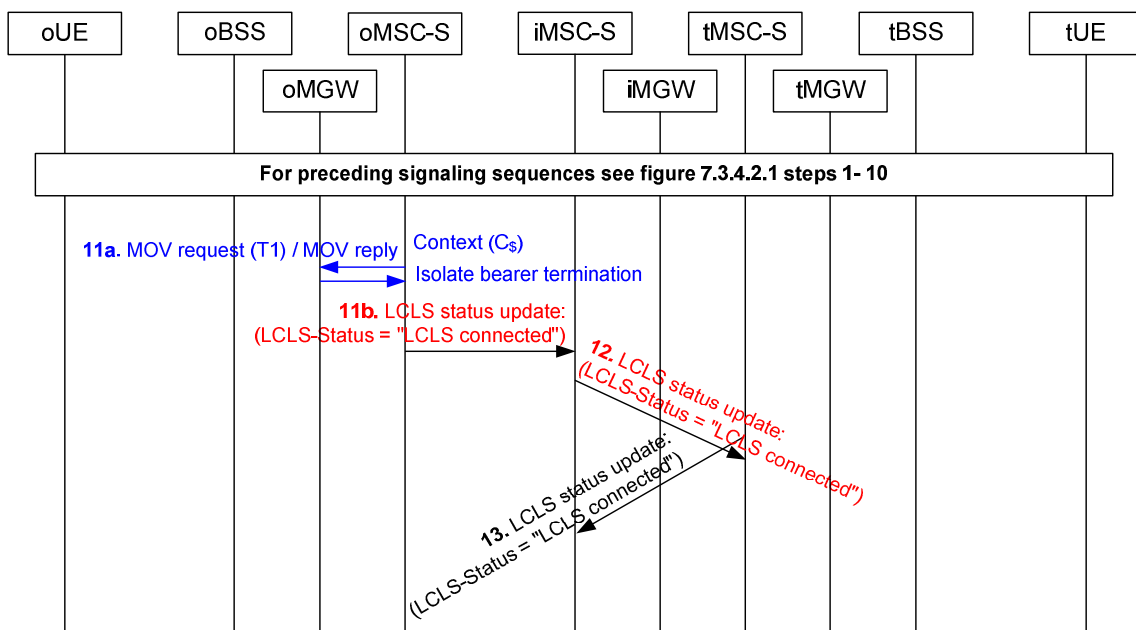 oUE
oBSS
oMSC-S
iMSC-S
tMSC-S
tBSS
tUE
oMGW
iMGW
tMGW
For preceding signaling sequences see figure 7.3.4.2.1 steps 1- 10
11a. MOV request (T1) / MOV reply
Context (C$)
Isolate bearer termination
11b. LCLS status update:
(LCLS-Status = "LCLS connected")
12. LCLS status update:
(LCLS-Status = "LCLS connected")
13. LCLS status update:
(LCLS-Status = "LCLS connected")